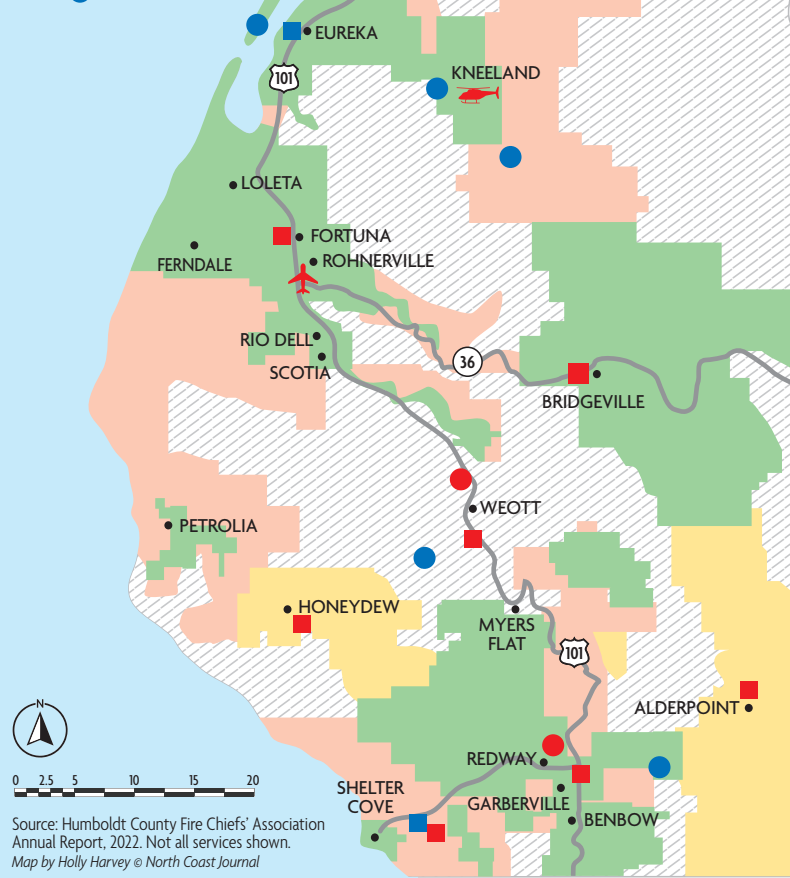 EUREKA
KNEELAND
101
LOLETA
FORTUNA
ROHNERVILLE
FERNDALE
RIO DELL
SCOTIA
36
BRIDGEVILLE
WEOTT
PETROLIA
HONEYDEW
MYERS
FLAT
101
ALDERPOINT
N
REDWAY
SHELTER
COVE
GARBERVILLE
BENBOW
0 2.5 5 10 15 20
Source: Humboldt County Fire Chiefs’ Association
Annual Report, 2022. Not all services shown.
Map by Holly Harvey © North Coast Journal